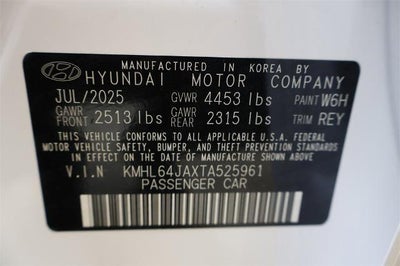 MANUFACTURED IN KOREA BY
HYUNDAI MOTOR COMPANY
JUL/2025 GVWR 4453 lbs PAINT W6H
GAWR FRONT 2513 lbs GAWR REAR 2315 lbs TRIM REY
THIS VEHICLE CONFORMS TO ALL APPLICABLE U.S.A. FEDERAL
MOTOR VEHICLE SAFETY, BUMPER, AND THEFT PREVENTION STANDARDS
IN EFFECT ON THE DATE OF MANUFACTURE SHOWN ABOVE.
V.I.N KMHL64JAXTA525961
PASSENGER CAR